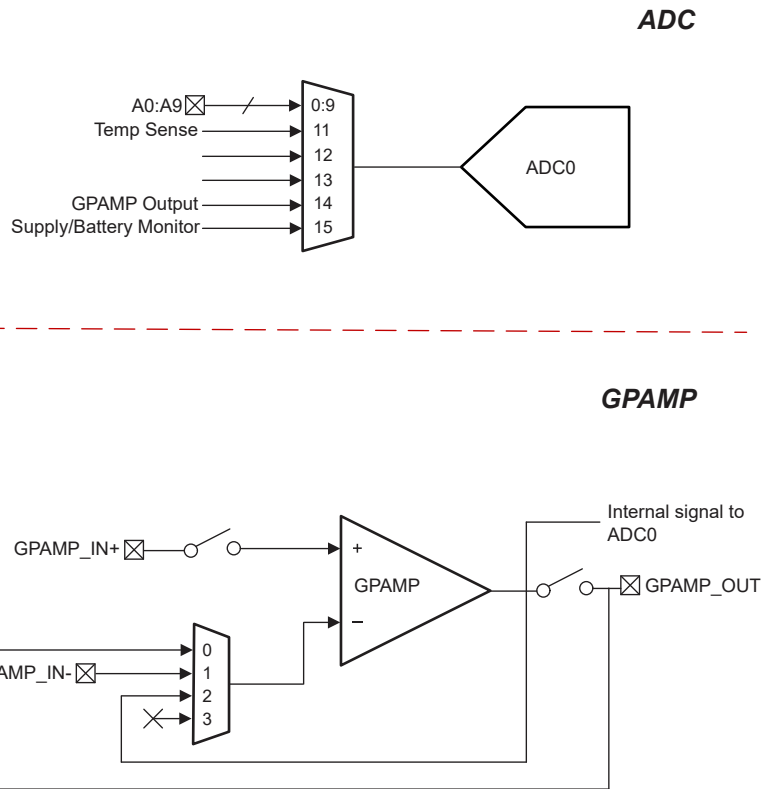 ADC
A0:A9
Temp Sense
GPAMP Output
Supply/Battery Monitor
0:9
11
12
13
14
15
ADC0
GPAMP
Internal signal to
ADC0
GPAMP_IN+
+
GPAMP
–
GPAMP_OUT
AMP_IN-
0
1
2
3